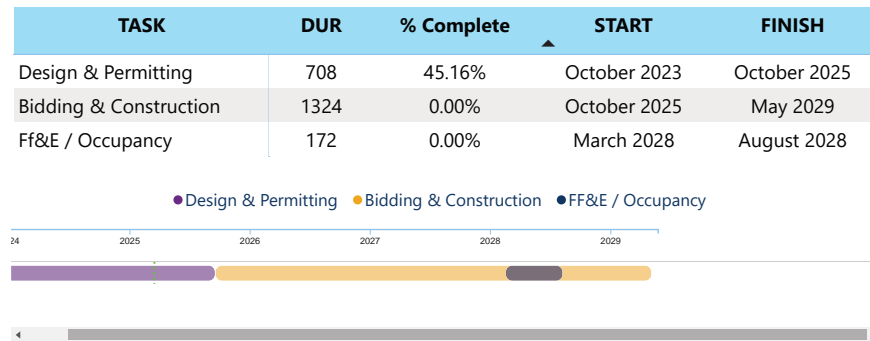 TASK DUR % Complete START FINISH
Design & Permitting 708 45.16% October 2023 October 2025
Bidding & Construction 1324 0.00% October 2025 May 2029
Ff&E / Occupancy 172 0.00% March 2028 August 2028
Design & Permitting Bidding & Construction FF&E / Occupancy
24 2025 2026 2027 2028 2029